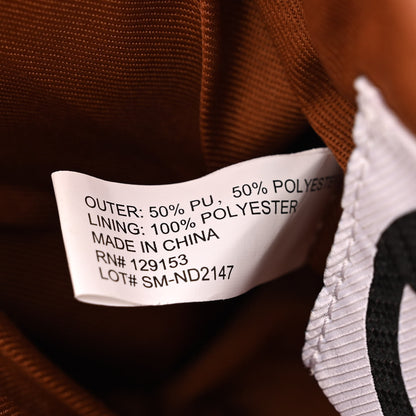 OUTER: 50% PU, 50% POLYESTE
LINING: 100% POLYESTER
MADE IN CHINA
RN# 129153
LOT# SM-ND2147